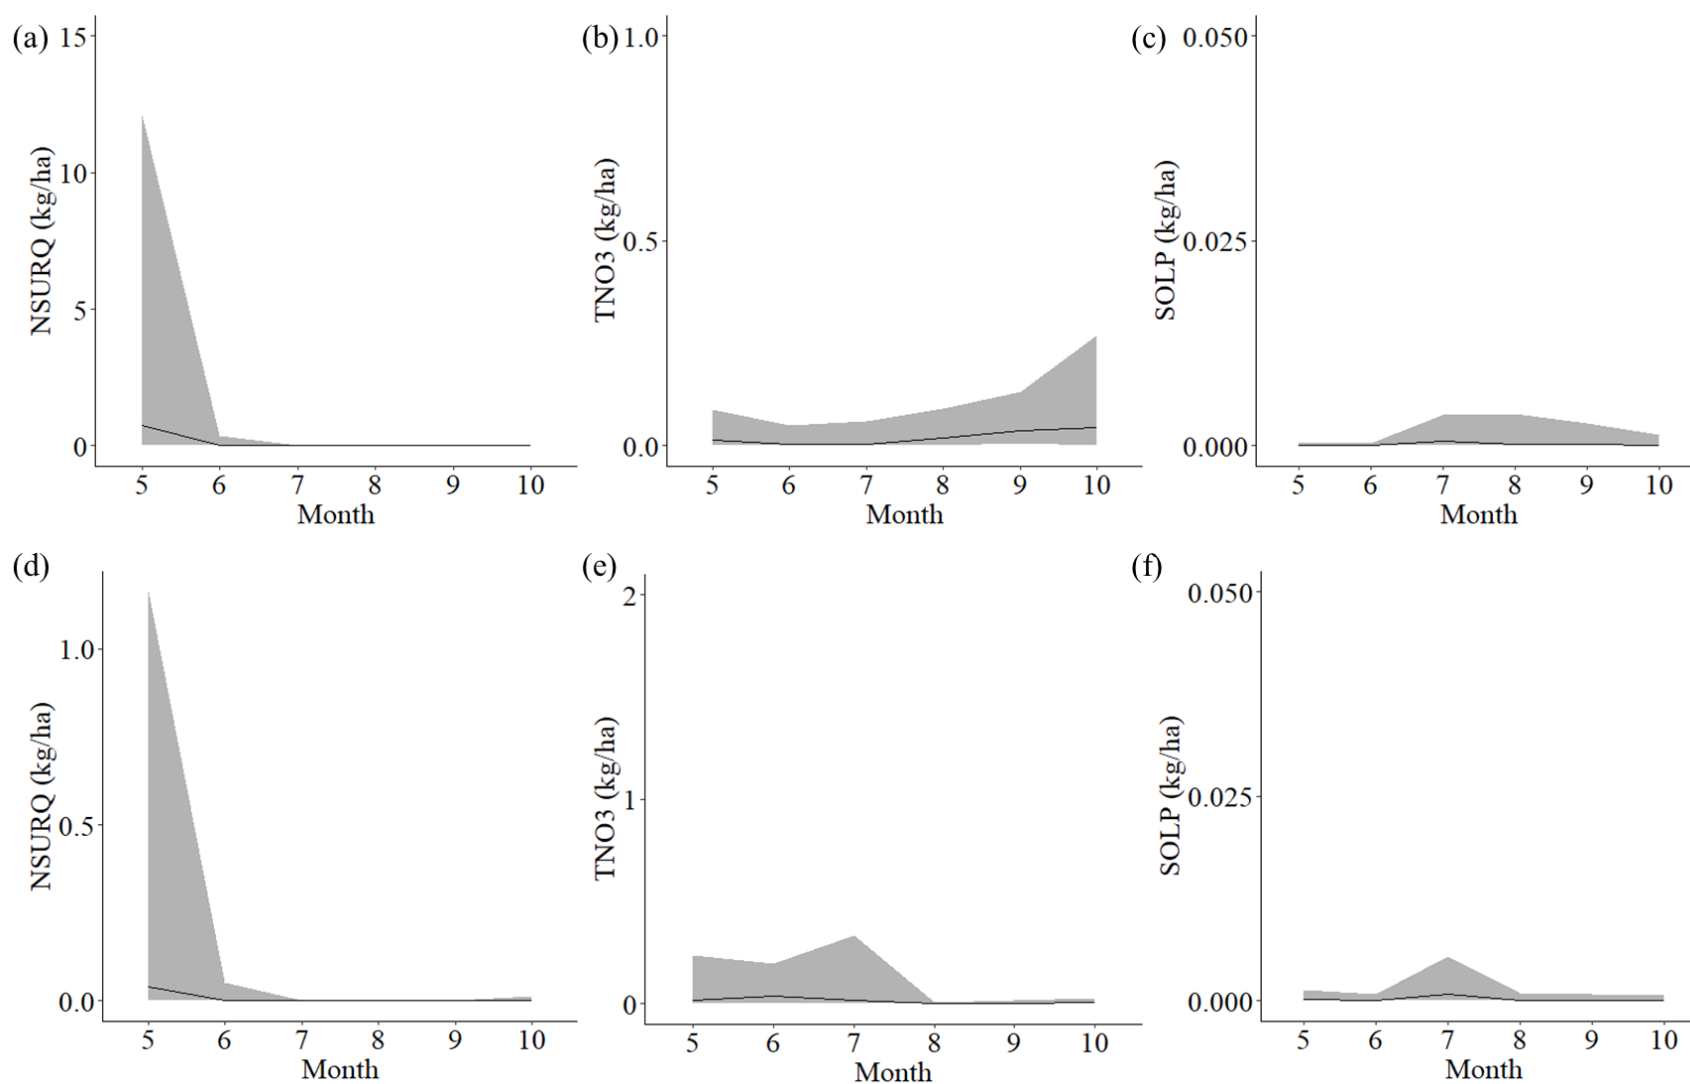 (a)
NSURQ (kg/ha)
15
10
5
0
5 6 7 8 9 10
Month
(b)
TNO3 (kg/ha)
1.0
0.5
0.0
5 6 7 8 9 10
Month
(c)
SOLP (kg/ha)
0.050
0.025
0.000
5 6 7 8 9 10
Month
(d)
NSURQ (kg/ha)
1.0
0.5
0.0
5 6 7 8 9 10
Month
(e)
TNO3 (kg/ha)
2
1
0
5 6 7 8 9 10
Month
(f)
SOLP (kg/ha)
0.050
0.025
0.000
5 6 7 8 9 10
Month